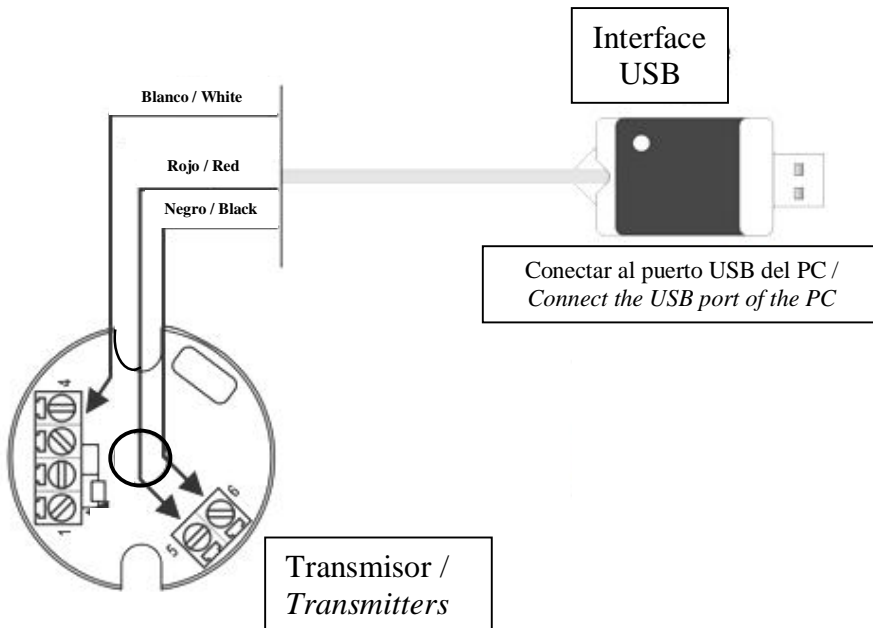 Interface
USB
Blanco / White
Rojo / Red
Negro / Black
Conectar al puerto USB del PC /
Connect the USB port of the PC
4
1
5
6
Transmisor /
Transmitters